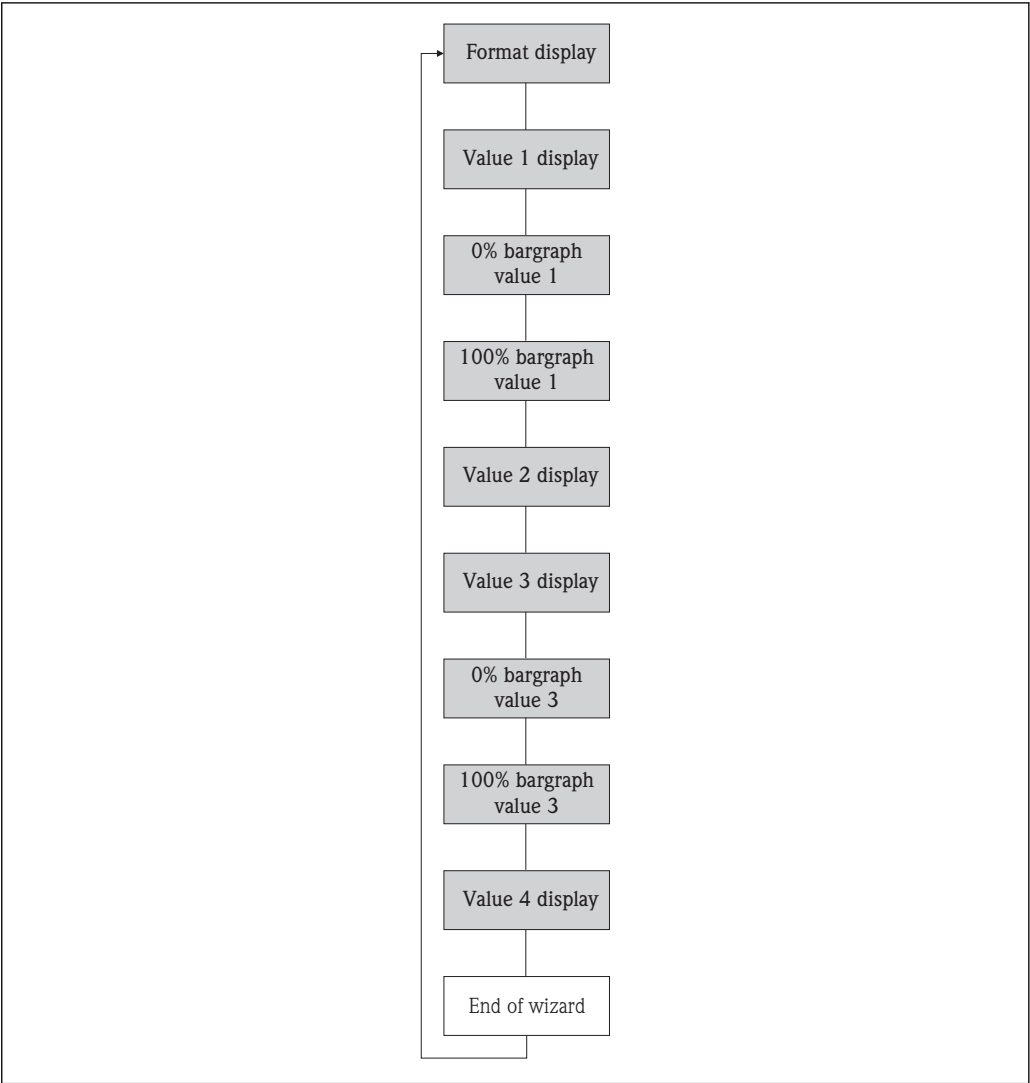 Format display
Value 1 display
0% bargraph
value 1
100% bargraph
value 1
Value 2 display
Value 3 display
0% bargraph
value 3
100% bargraph
value 3
Value 4 display
End of wizard